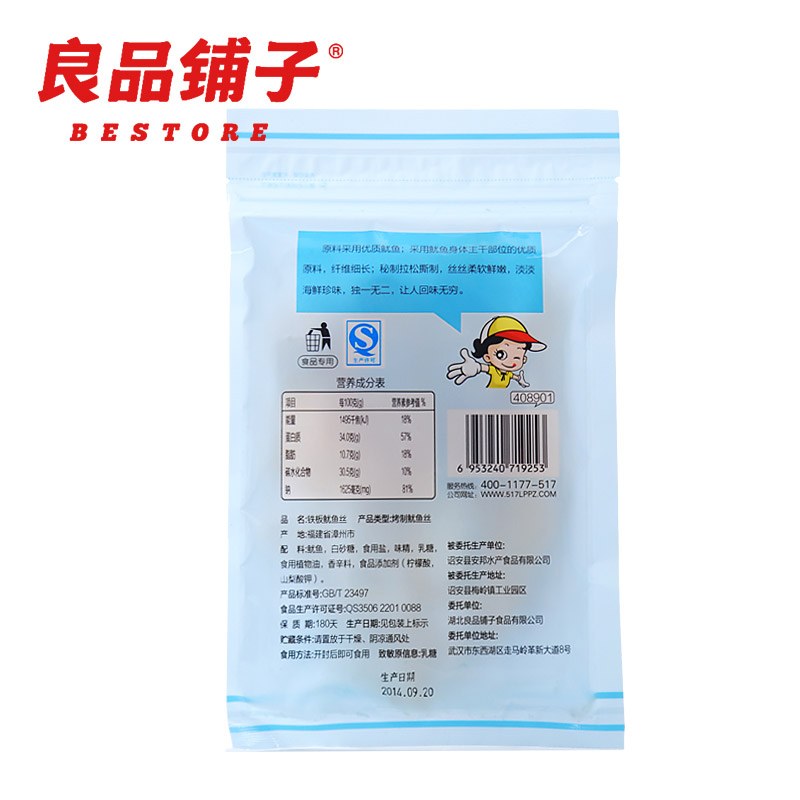 良品铺子®
BESTORE
原料采用优质鱿鱼；采用鱿鱼身体主干部位的优质
原料，纤维细长；秘制拉松撕制，丝丝柔软鲜嫩，淡淡
海鲜珍味，独一无二，让人回味无穷。
食品专用
QS
生产许可
408901
营养成分表
项目 每100克(g) 营养素参考值%
能量 1495千焦(kJ) 18%
蛋白质 34.0克(g) 57%
脂肪 10.7克(g) 18%
碳水化合物 30.5克(g) 10%
钠 1625毫克(mg) 81%
6 953240 719253
服务热线：400-1177-517
公司网址：WWW.517LPPZ.COM
品 名:铁板鱿鱼丝 产品类型:烤制鱿鱼丝
产 地:福建省漳州市
配 料:鱿鱼，白砂糖，食用盐，味精，乳糖，
食用植物油，香辛料，食品添加剂（柠檬酸，
山梨酸钾）。
产品标准号:GB/T 23497
食品生产许可证号:QS3506 2201 0088
保 质 期:180天 生产日期:见包装上标示
贮藏条件:请置放于干燥、阴凉通风处
食用方法:开封后即可食用 致敏原信息:乳糖
被委托生产单位:
诏安县安邦水产食品有限公司
被委托生产地址:
诏安县梅岭镇工业园区
委托单位:
湖北良品铺子食品有限公司
委托单位地址:
武汉市东西湖区走马岭革新大道8号
生产日期
2014.09.20